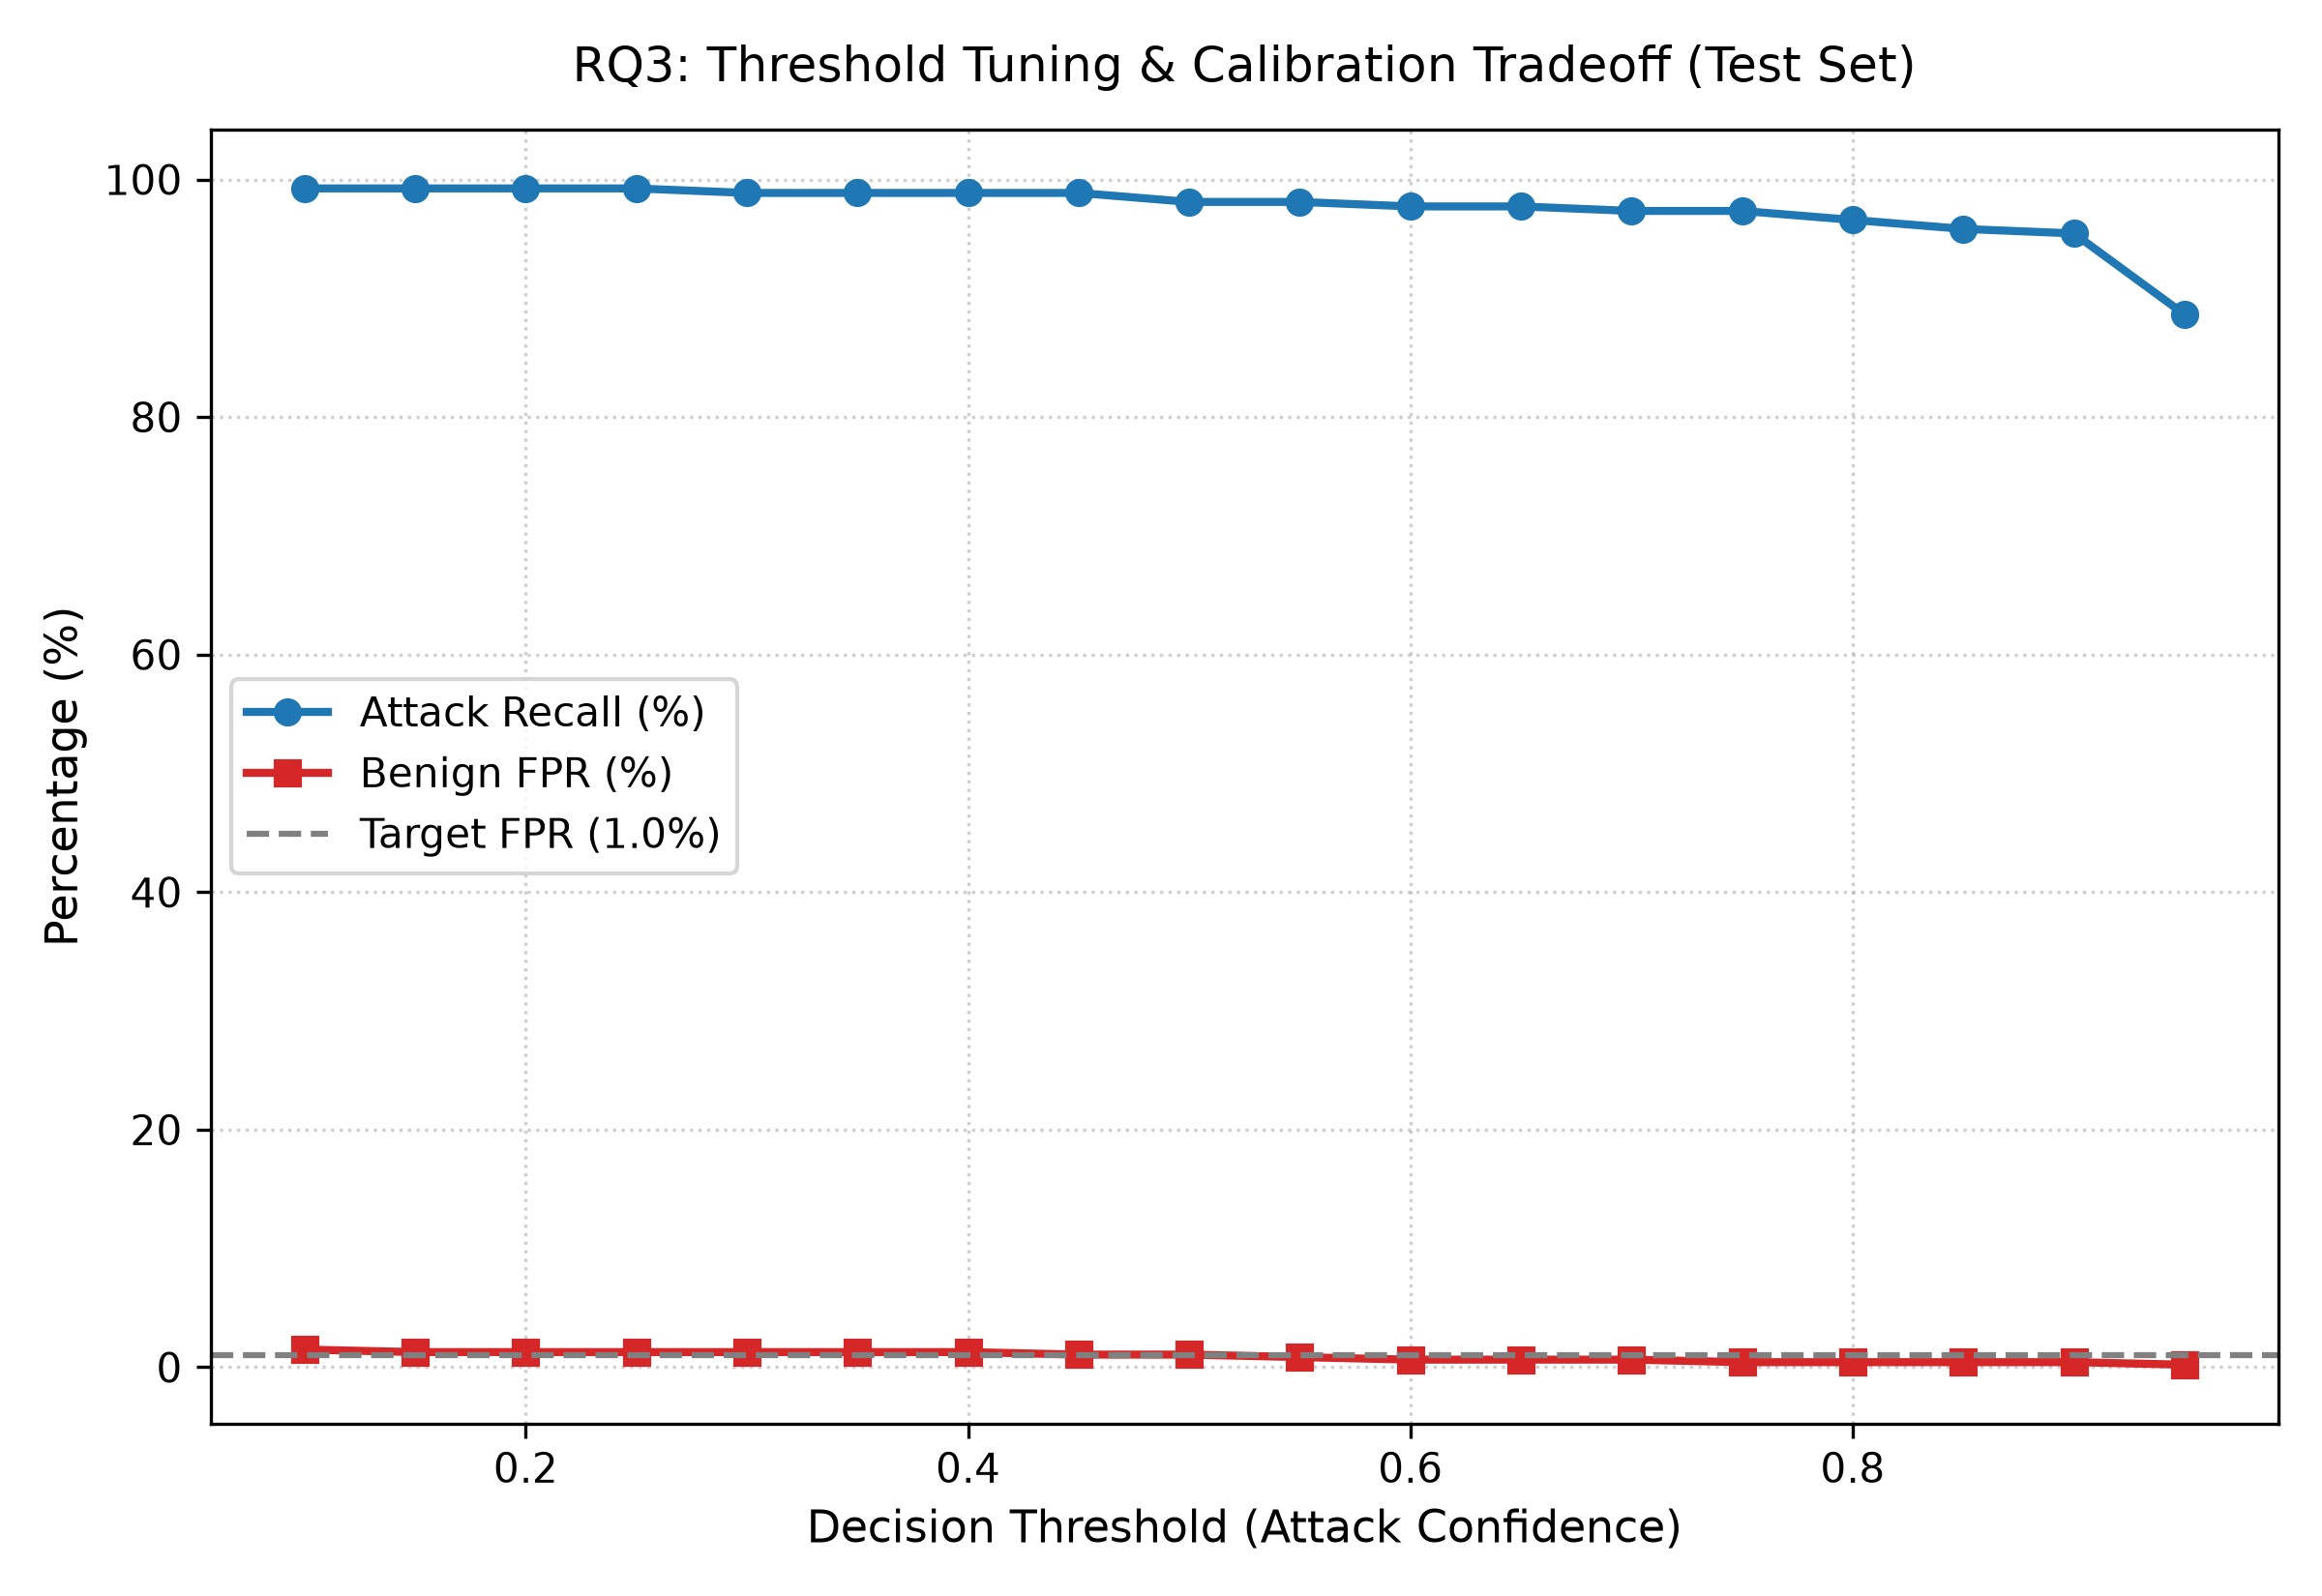 RQ3: Threshold Tuning & Calibration Tradeoff (Test Set)
100
80
60
40
20
0
Percentage (%)
Attack Recall (%)
Benign FPR (%)
Target FPR (1.0%)
0.2 0.4 0.6 0.8
Decision Threshold (Attack Confidence)